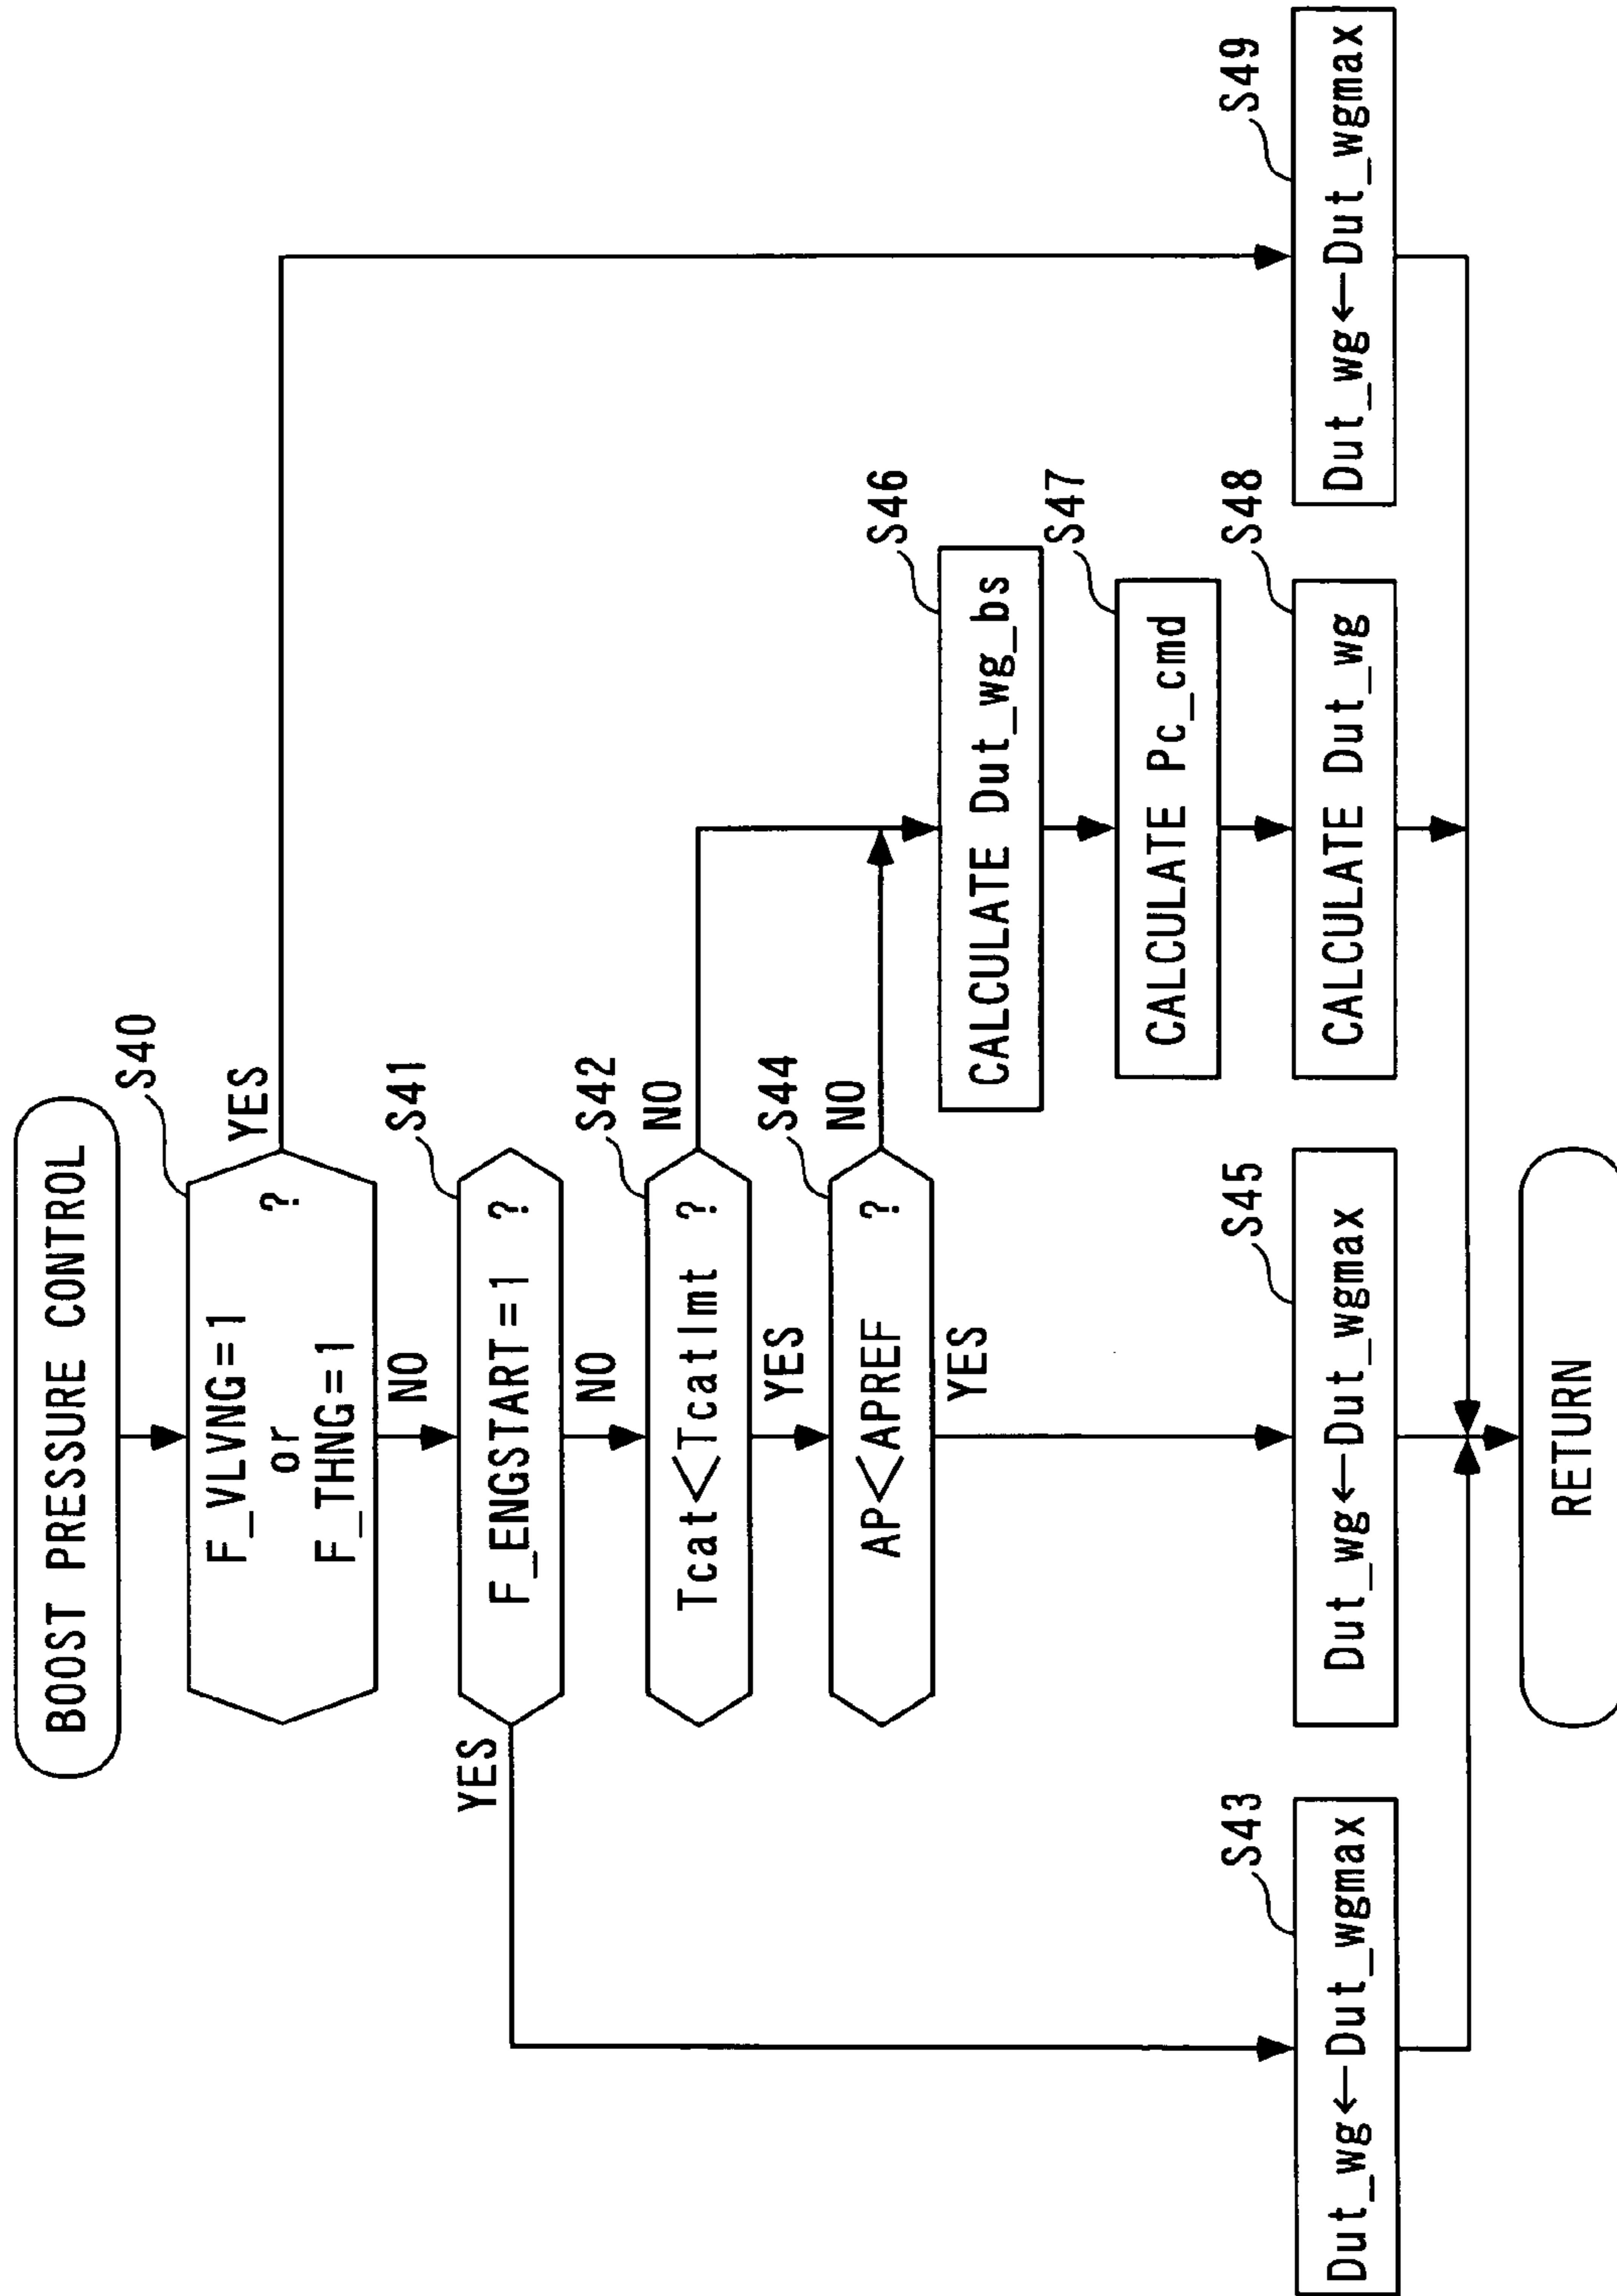 BOOST PRESSURE CONTROL
S40
F_VLVNG=1
or
F_THNG=1
?
YES
NO
S41
F_ENGSTART=1 ?
YES
NO
S42
Tcat<Tcatlmt ?
NO
YES
S44
AP<APREF ?
NO
YES
S46
CALCULATE Dut_wg_bs
S47
CALCULATE Pc_cmd
S43
Dut_wg←Dut_wgmax
S45
Dut_wg←Dut_wgmax
S48
CALCULATE Dut_wg
S49
Dut_wg←Dut_wgmax
RETURN